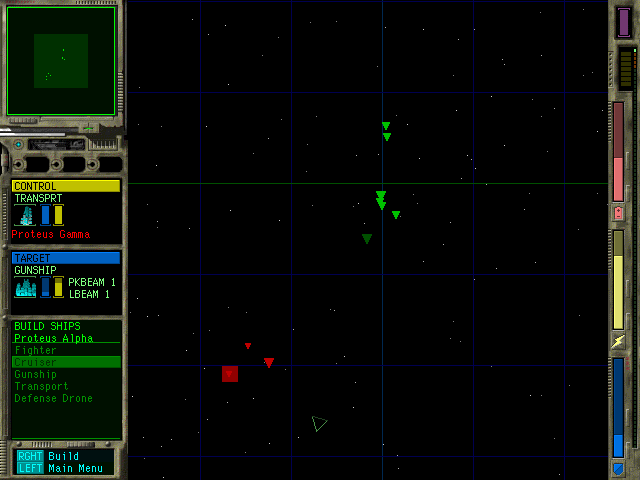 CONTROL
TRANSPRT
Proteus Gamma
TARGET
GUNSHIP
PKBEAM 1
LBEAM 1
BUILD SHIPS
Proteus Alpha
Fighter
Cruiser
Gunship
Transport
Defense Drone
RGHT Build
LEFT Main Menu